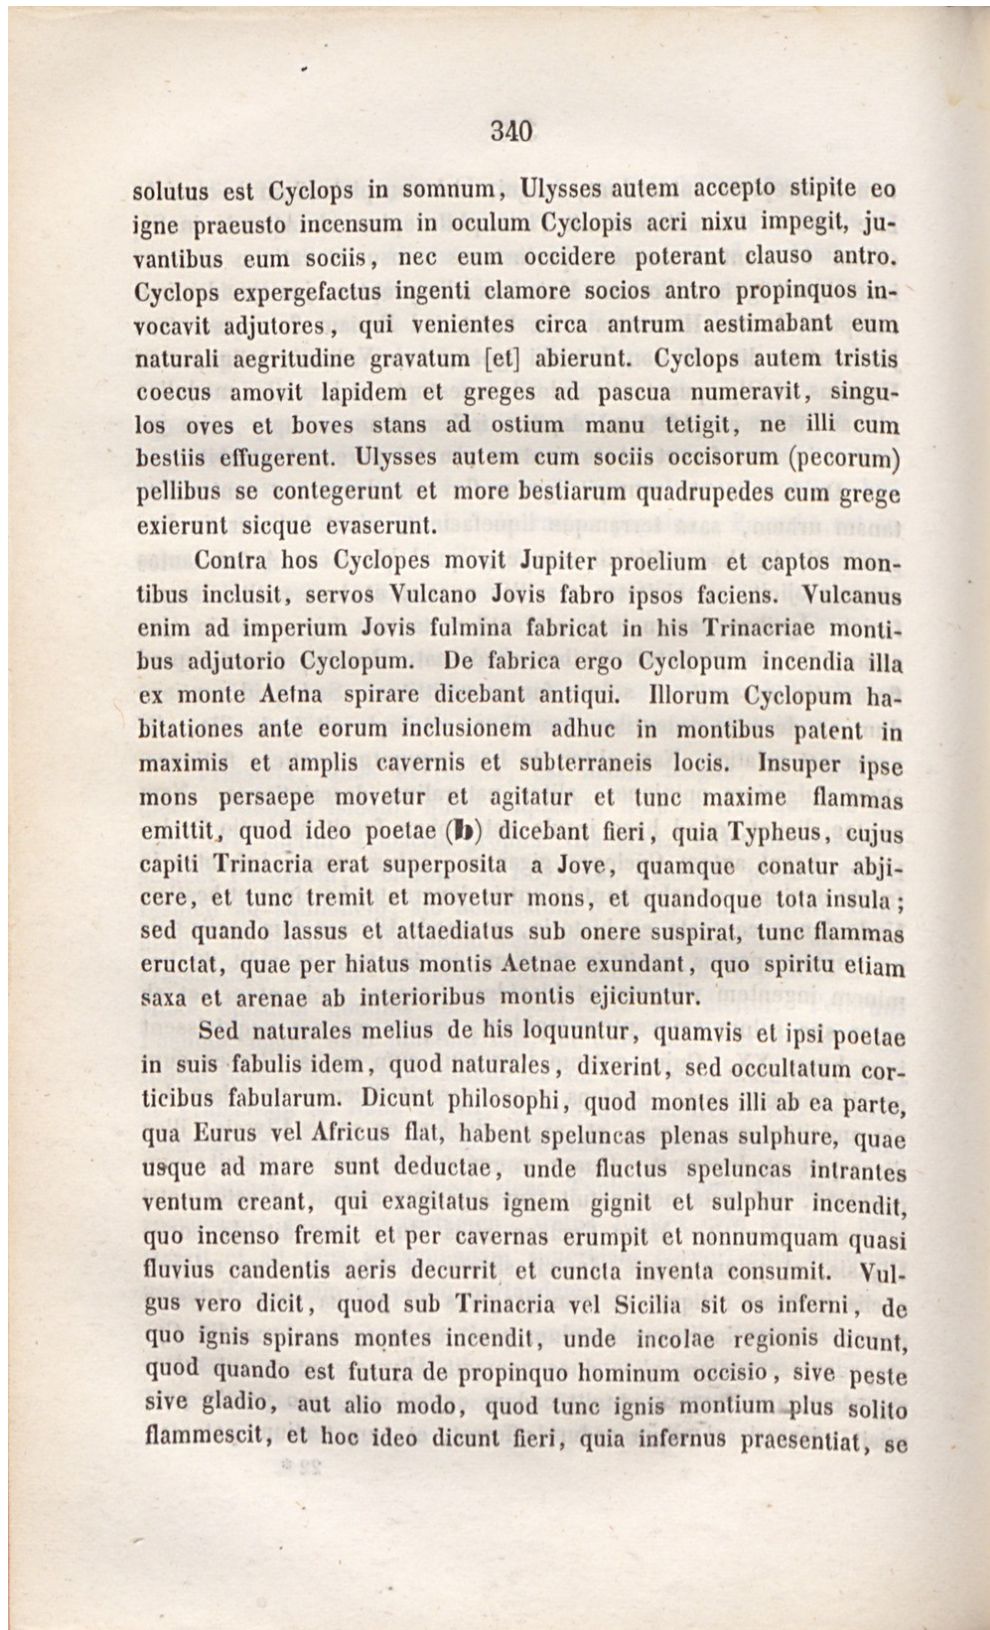 340
solutus est Cyclops in somnum, Ulysses autem accepto stipite eo
igne praeusto incensum in oculum Cyclopis acri nixu impegit, ju-
vantibus eum sociis, nec eum occidere poterant clauso antro.
Cyclops expergefactus ingenti clamore socios antro propinquos in-
vocavit adjutores, qui venientes circa antrum aestimabant eum
naturali aegritudine gravatum [et] abierunt. Cyclops autem tristis
coecus amovit lapidem et greges ad pascua numeravit, singu-
los oves et boves stans ad ostium manu tetigit, ne illi cum
bestiis effugerent. Ulysses autem cum sociis occisorum (pecorum)
pellibus se contegerunt et more bestiarum quadrupedes cum grege
exierunt sicque evaserunt.
Contra hos Cyclopes movit Jupiter proelium et captos mon-
tibus inclusit, servos Vulcano Jovis fabro ipsos faciens. Vulcanus
enim ad imperium Jovis fulmina fabricat in his Trinacriae monti-
bus adjutorio Cyclopum. De fabrica ergo Cyclopum incendia illa
ex monte Aetna spirare dicebant antiqui. Illorum Cyclopum ha-
bitationes ante eorum inclusionem adhuc in montibus patent in
maximis et amplis cavernis et subterraneis locis. Insuper ipse
mons persaepe movetur et agitatur et tunc maxime flammas
emittit, quod ideo poetae (b) dicebant fieri, quia Typheus, cujus
capiti Trinacria erat superposita a Jove, quamque conatur abji-
cere, et tunc tremit et movetur mons, et quandoque tota insula;
sed quando lassus et attaediatus sub onere suspirat, tunc flammas
eructat, quae per hiatus montis Aetnae exundant, quo spiritu etiam
saxa et arenae ab interioribus montis ejiciuntur.
Sed naturales melius de his loquuntur, quamvis et ipsi poetae
in suis fabulis idem, quod naturales, dixerint, sed occultatum cor-
ticibus fabularum. Dicunt philosophi, quod montes illi ab ea parte,
qua Eurus vel Africus flat, habent speluncas plenas sulphure, quae
usque ad mare sunt deductae, unde fluctus speluncas intrantes
ventum creant, qui exagitatus ignem gignit et sulphur incendit,
quo incenso fremit et per cavernas erumpit et nonnumquam quasi
fluvius candentis aeris decurrit et cuncta inventa consumit. Vul-
gus vero dicit, quod sub Trinacria vel Sicilia sit os inferni, de
quo ignis spirans montes incendit, unde incolae regionis dicunt,
quod quando est futura de propinquo hominum occisio, sive peste
sive gladio, aut alio modo, quod tunc ignis montium plus solito
flammescit, et hoc ideo dicunt fieri, quia infernus praesentiat, se